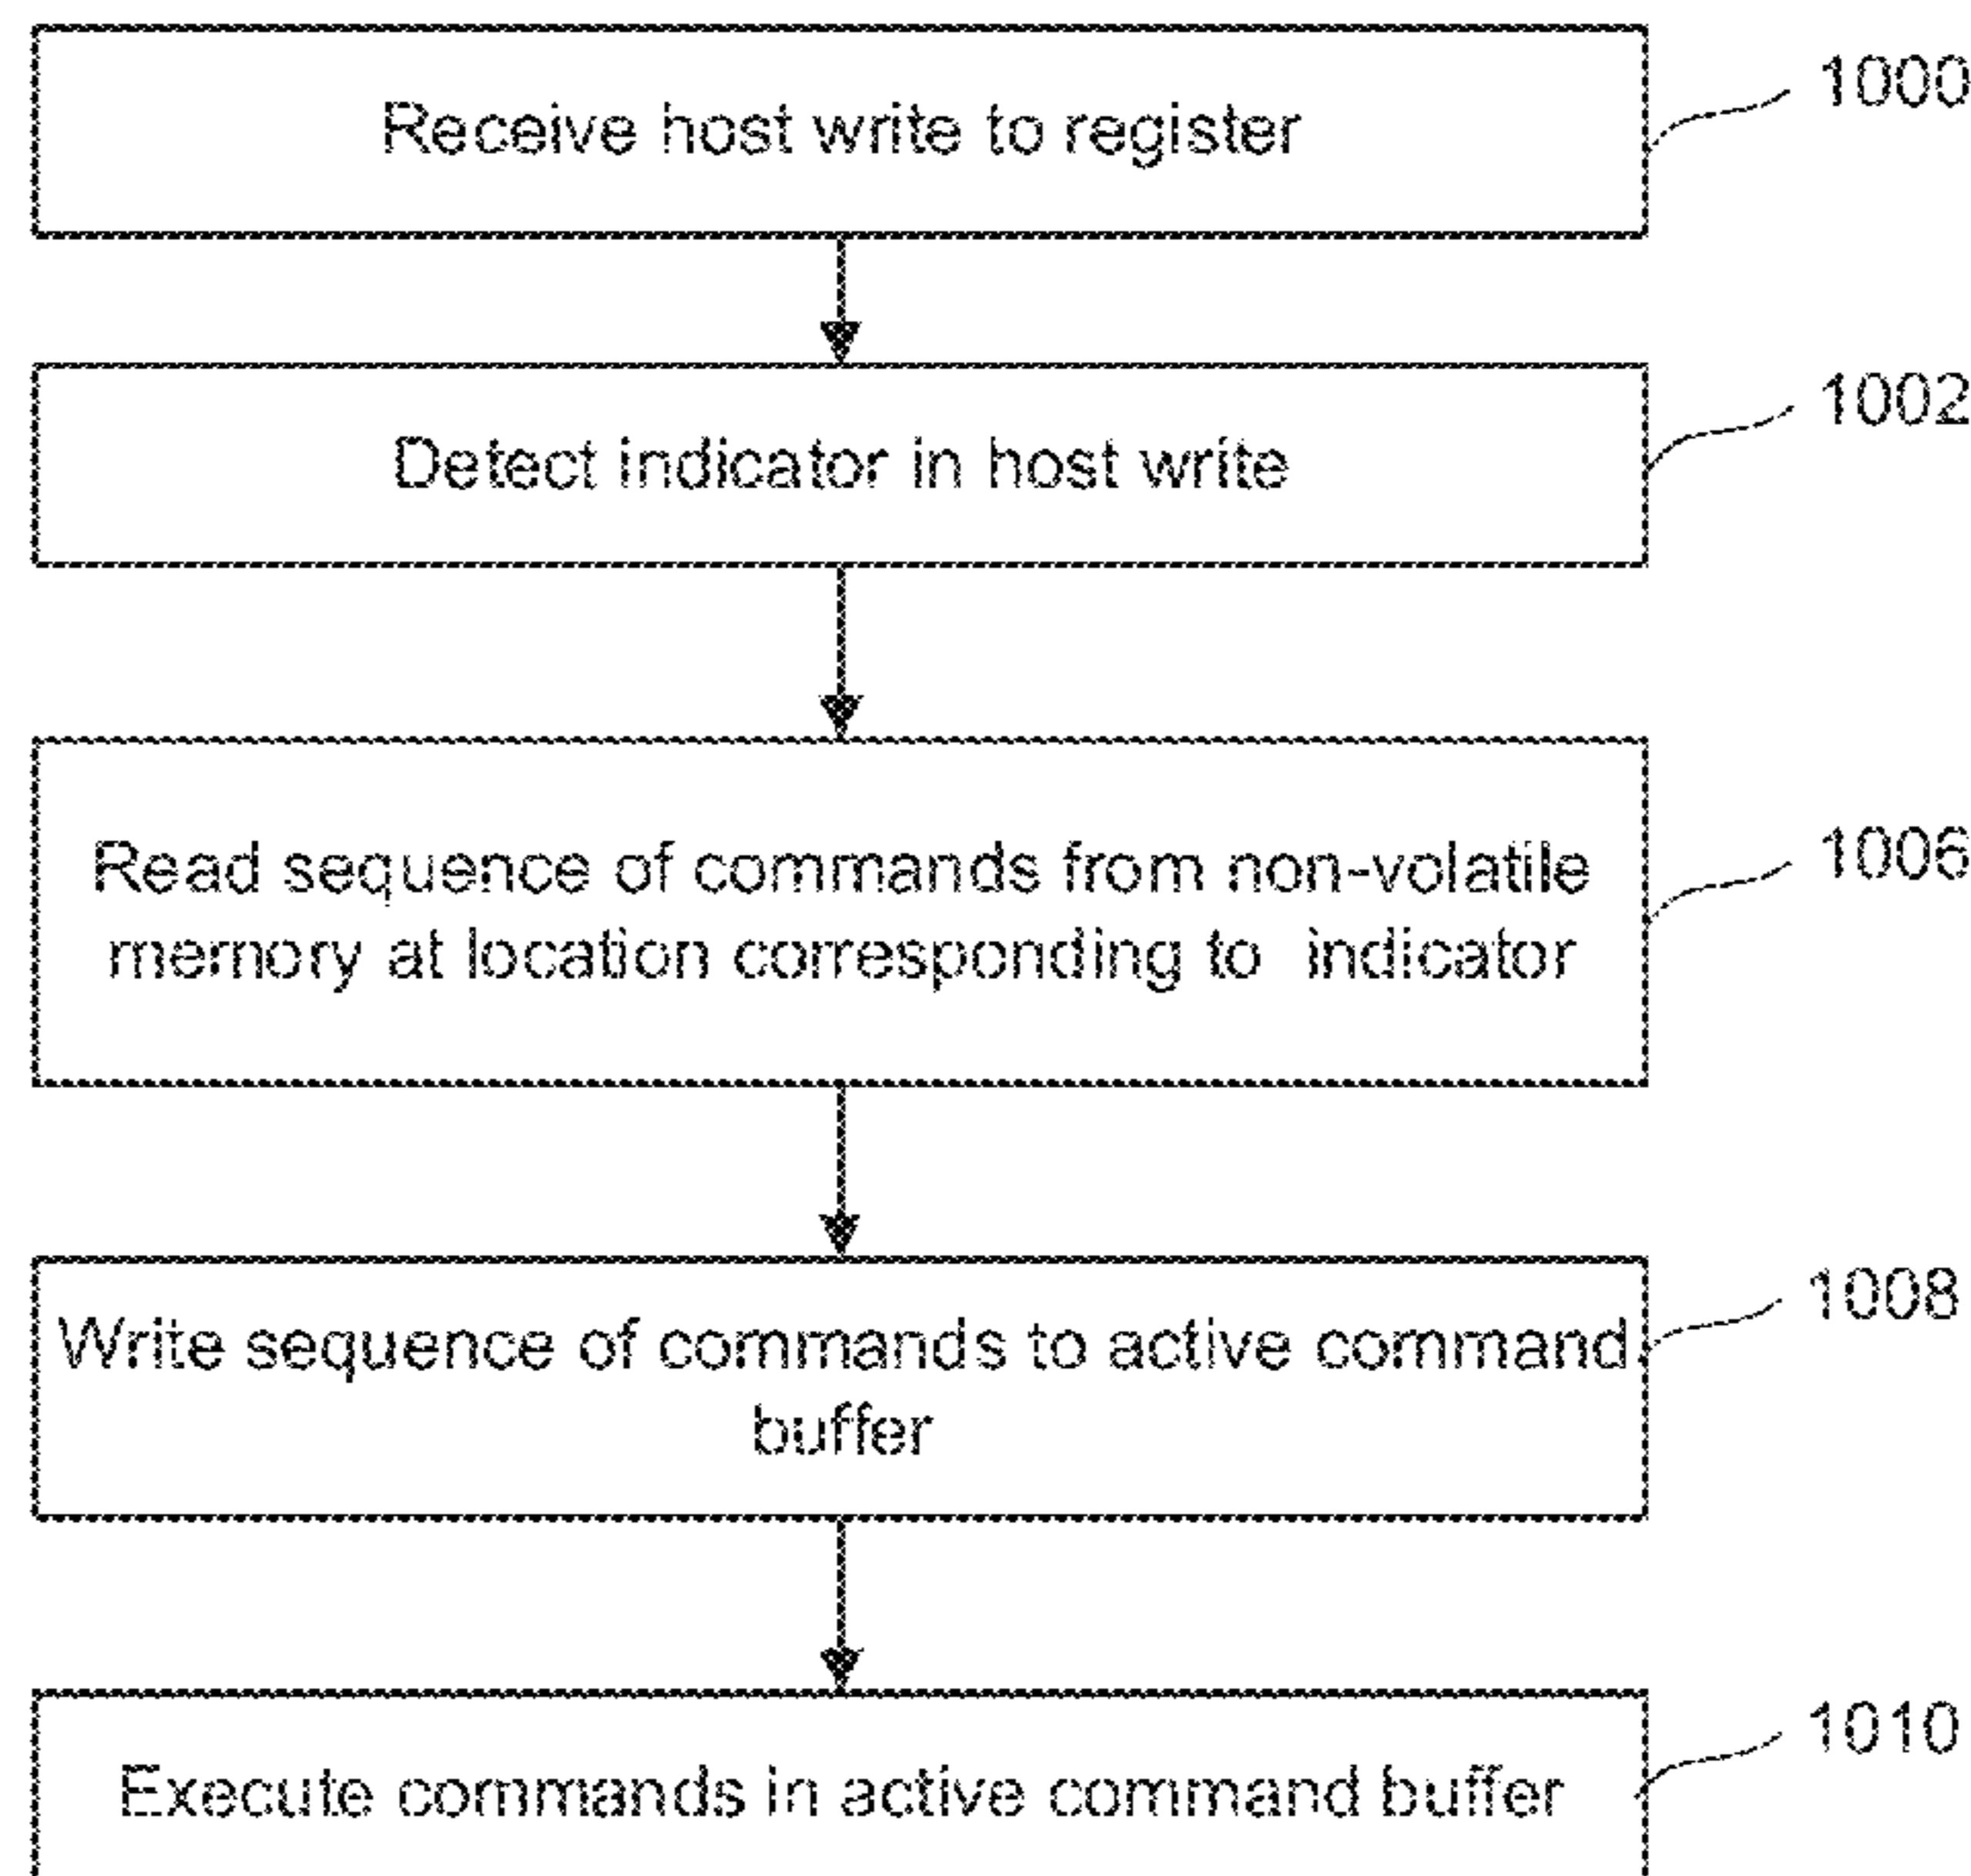 Receive host write to register
1000
Detect indicator in host write
1002
Read sequence of commands from non-volatile
memory at location corresponding to indicator
1006
Write sequence of commands to active command
buffer
1008
Execute commands in active command buffer
1010